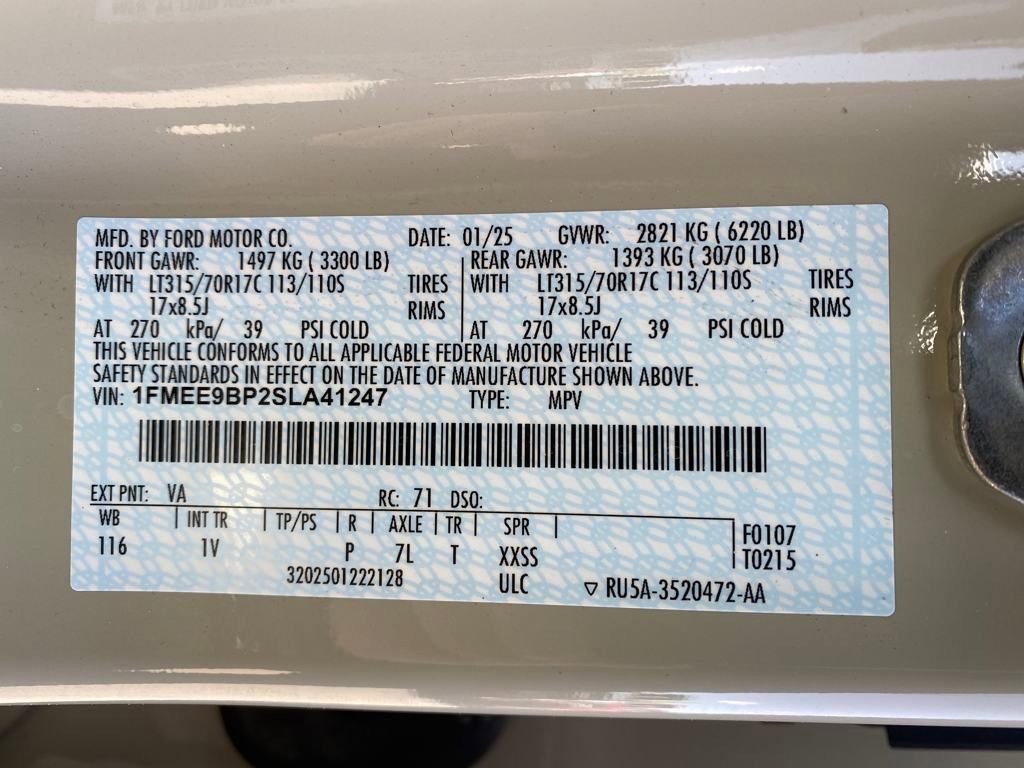 MFD. BY FORD MOTOR CO. DATE: 01/25 GVWR: 2821 KG ( 6220 LB)
FRONT GAWR: 1497 KG ( 3300 LB) REAR GAWR: 1393 KG ( 3070 LB)
WITH LT315/70R17C 113/110S TIRES WITH LT315/70R17C 113/110S TIRES
17x8.5J RIMS 17x8.5J RIMS
AT 270 kPa/ 39 PSI COLD AT 270 kPa/ 39 PSI COLD
THIS VEHICLE CONFORMS TO ALL APPLICABLE FEDERAL MOTOR VEHICLE
SAFETY STANDARDS IN EFFECT ON THE DATE OF MANUFACTURE SHOWN ABOVE.
VIN: 1FMEE9BP2SLA41247 TYPE: MPV
EXT PNT: VA RC: 71 DSO:
WB INT TR TP/PS R AXLE TR SPR F0107
116 1V P 7L T XXSS T0215
3202501222128 ULC ▽ RU5A-3520472-AA